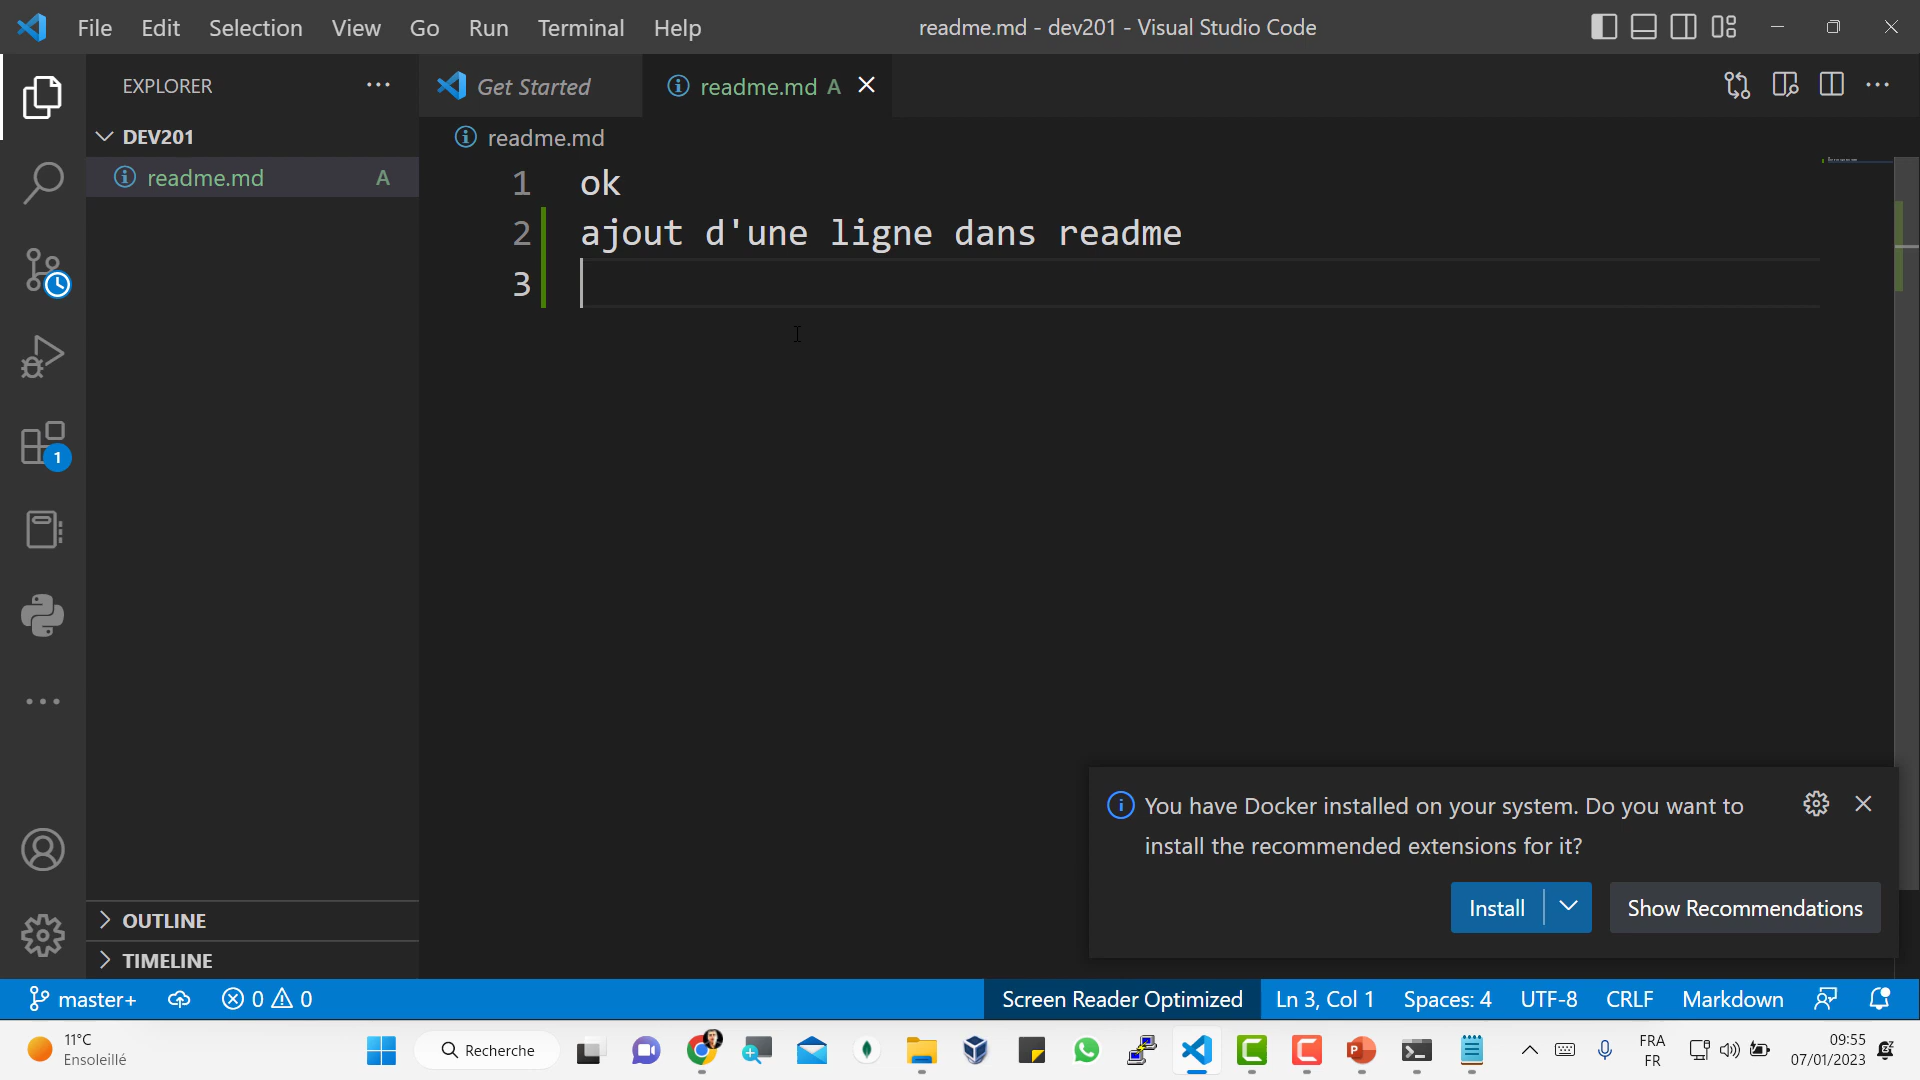 File Edit Selection View Go Run Terminal Help
readme.md - dev201 - Visual Studio Code
EXPLORER
Get Started
readme.md A
DEV201
readme.md
readme.md A
1 ok
2 ajout d'une ligne dans readme
3
1
You have Docker installed on your system. Do you want to
install the recommended extensions for it?
Install
Show Recommendations
OUTLINE
TIMELINE
master+ 0 0
Screen Reader Optimized Ln 3, Col 1 Spaces: 4 UTF-8 CRLF Markdown
11°C
Ensoleillé
Recherche
FRA
FR
09:55
07/01/2023